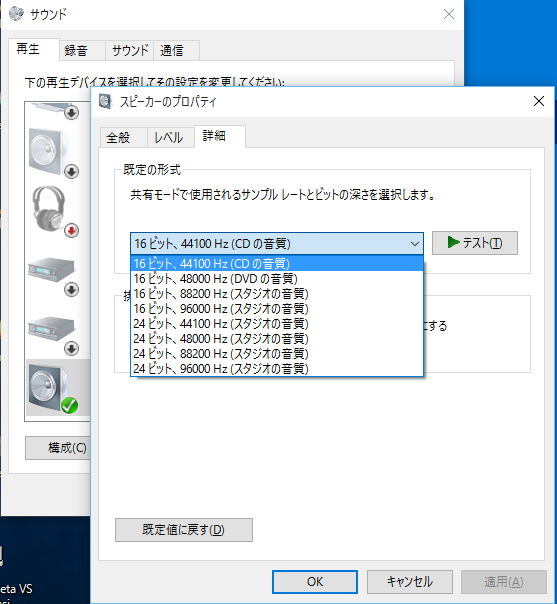 サウンド
再生
録音
サウンド
通信
下の再生デバイスを選択してその設定を変更してください:
構成(C)
スピーカーのプロパティ
全般
レベル
詳細
既定の形式
共有モードで使用されるサンプル レートとビットの深さを選択します。
16 ビット、44100 Hz (CD の音質)
テスト(T)
16 ビット、44100 Hz (CD の音質)
16 ビット、48000 Hz (DVD の音質)
16 ビット、88200 Hz (スタジオの音質)
16 ビット、96000 Hz (スタジオの音質)
24 ビット、44100 Hz (スタジオの音質)
24 ビット、48000 Hz (スタジオの音質)
24 ビット、88200 Hz (スタジオの音質)
24 ビット、96000 Hz (スタジオの音質)
にする
既定値に戻す(D)
OK
キャンセル
適用(A)
eta VS